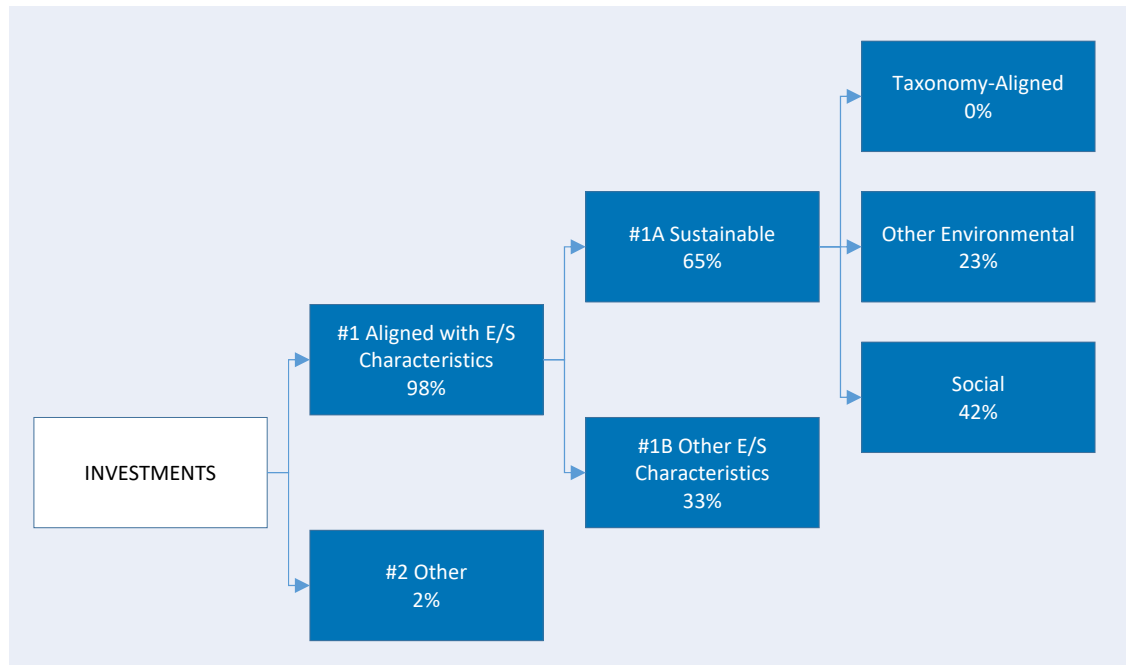 INVESTMENTS
#1 Aligned with E/S
Characteristics
98%
#2 Other
2%
#1A Sustainable
65%
#1B Other E/S
Characteristics
33%
Taxonomy-Aligned
0%
Other Environmental
23%
Social
42%